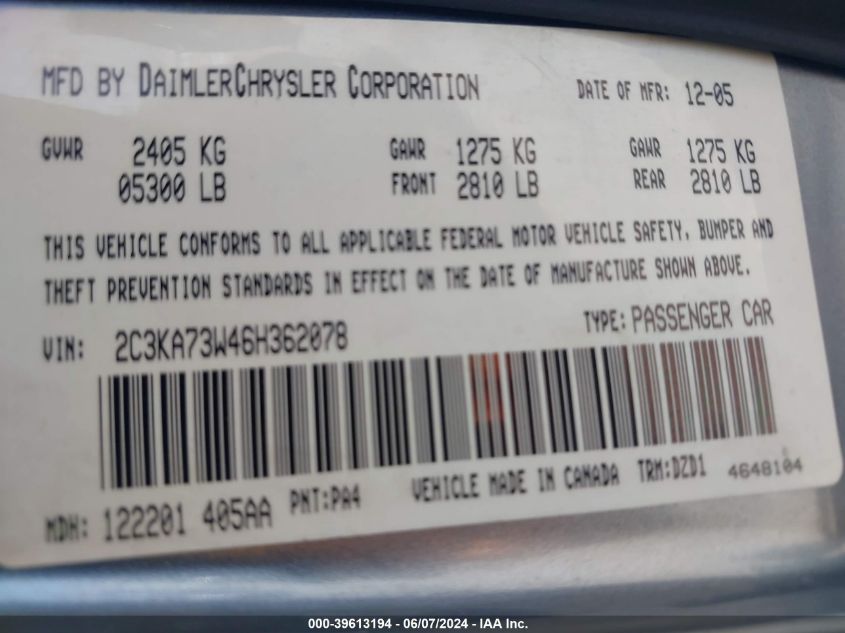 MFD BY DAIMLERCHRYSLER CORPORATION DATE OF MFR: 12-05
GVWR 2405 KG GAWR 1275 KG GAWR 1275 KG
05300 LB FRONT 2810 LB REAR 2810 LB
THIS VEHICLE CONFORMS TO ALL APPLICABLE FEDERAL MOTOR VEHICLE SAFETY, BUMPER AND
THEFT PREVENTION STANDARDS IN EFFECT ON THE DATE OF MANUFACTURE SHOWN ABOVE.
VIN: 2C3KA73W46H362078 TYPE: PASSENGER CAR
MDH: 122201 405AA PNT:PA4 VEHICLE MADE IN CANADA TRM:DZD1 4648104
000-39613194 - 06/07/2024 - IAA Inc.